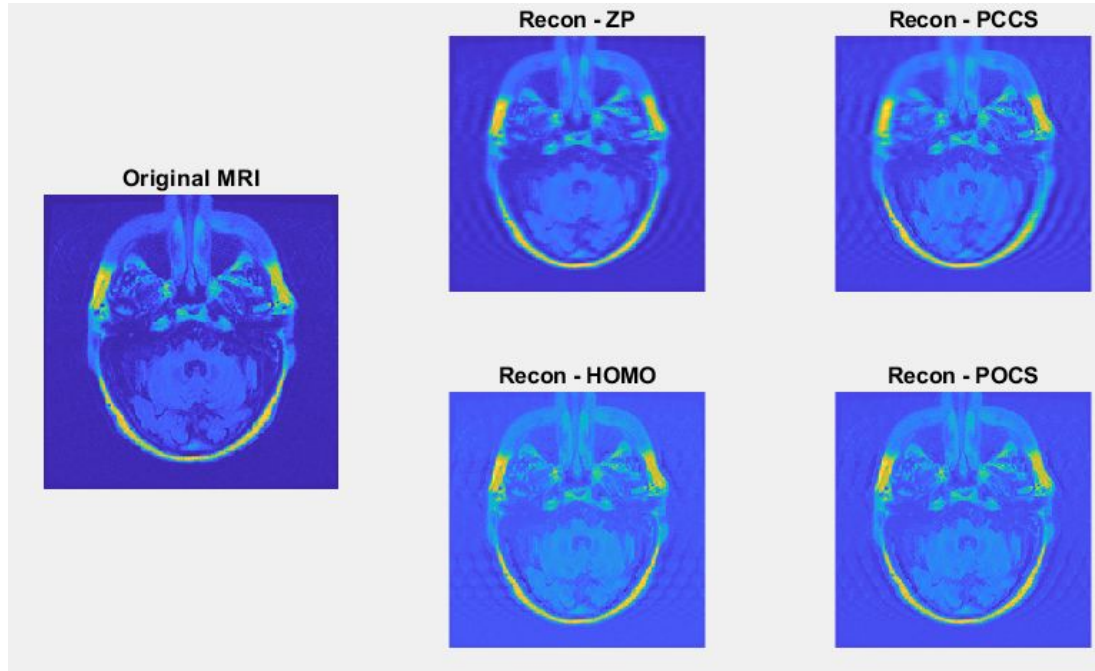 Recon - ZP
Recon - PCCS
Original MRI
Recon - HOMO
Recon - POCS